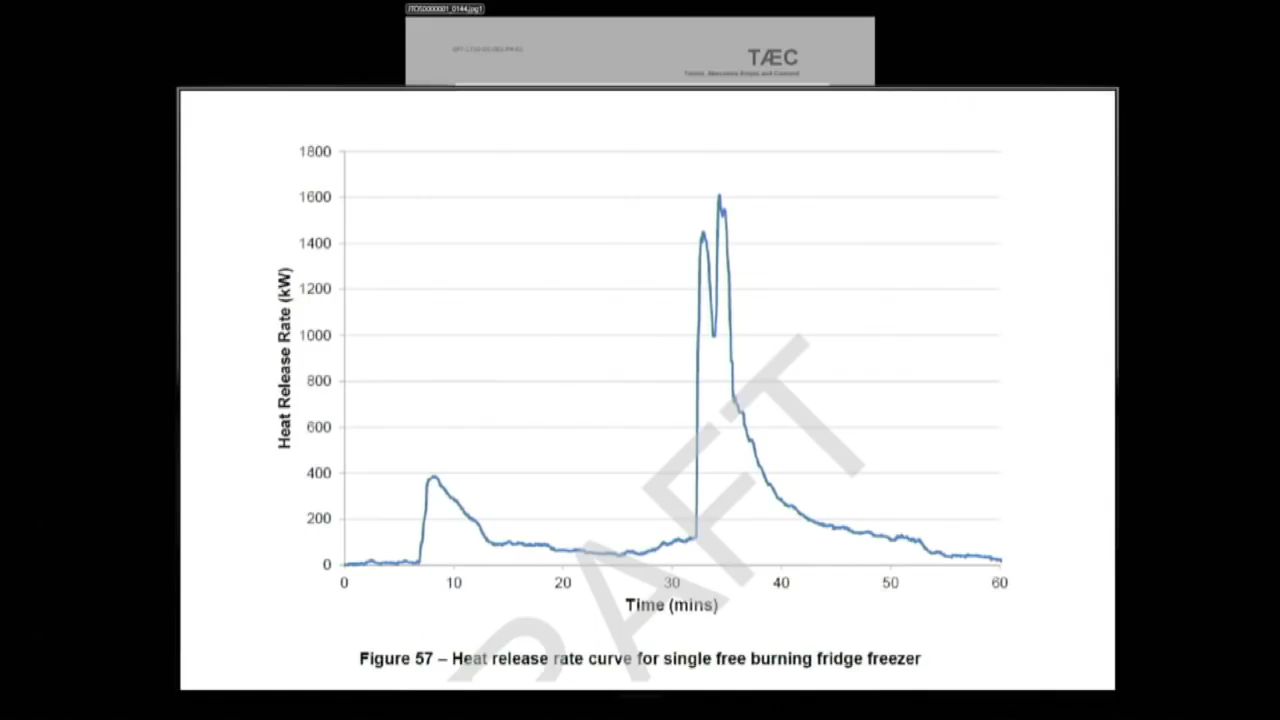 TÆC
1800
1600
1400
1200
1000
800
600
400
200
0
Heat Release Rate (kW)
0 10 20 30 40 50 60
Time (mins)
DRAFT
Figure 57 – Heat release rate curve for single free burning fridge freezer